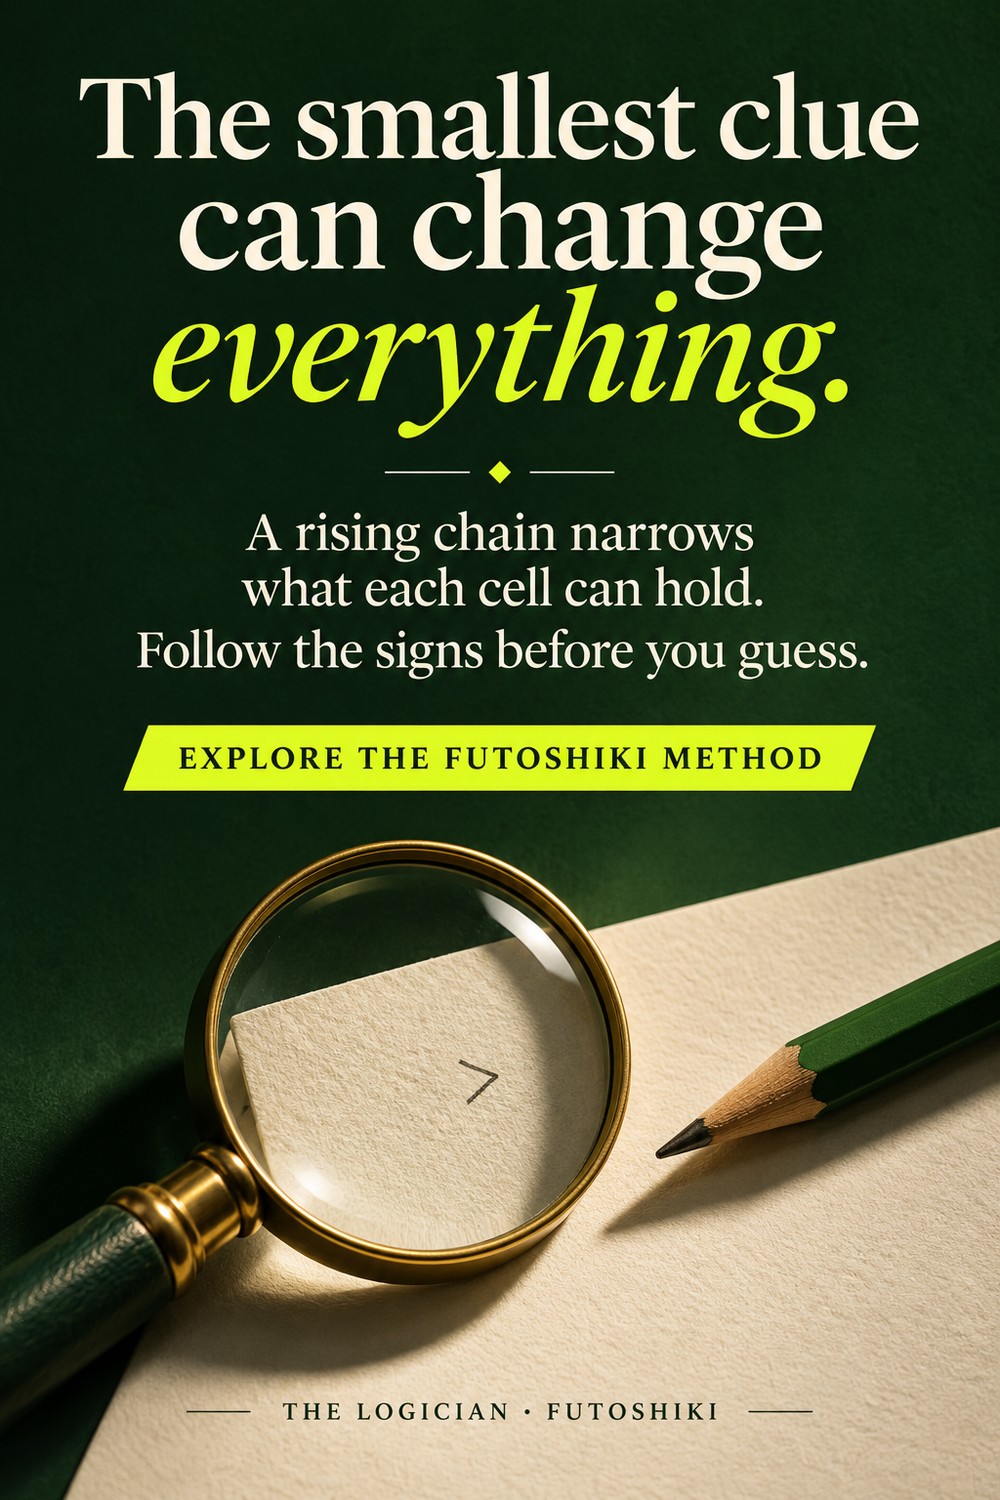 The smallest clue
can change
everything.
A rising chain narrows
what each cell can hold.
Follow the signs before you guess.
EXPLORE THE FUTOSHIKI METHOD
>
THE LOGICIAN · FUTOSHIKI